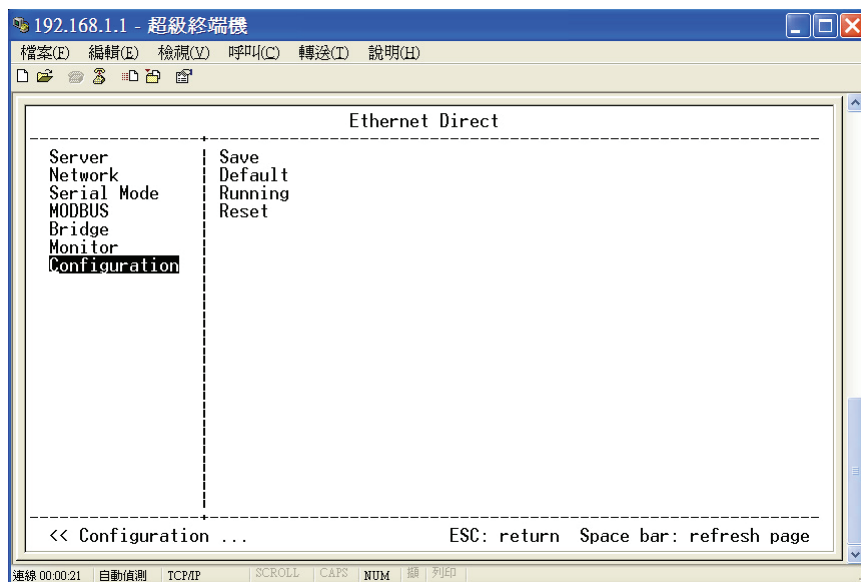 192.168.1.1 - 超級終端機
檔案(F) 編輯(E) 檢視(V) 呼叫(C) 轉送(T) 說明(H)
Ethernet Direct
Server Save
Network Default
Serial Mode Running
MODBUS Reset
Bridge
Monitor
Configuration
<< Configuration ... ESC: return Space bar: refresh page
連線 00:00:21 自動偵測 TCP/IP SCROLL CAPS NUM 擷 列印